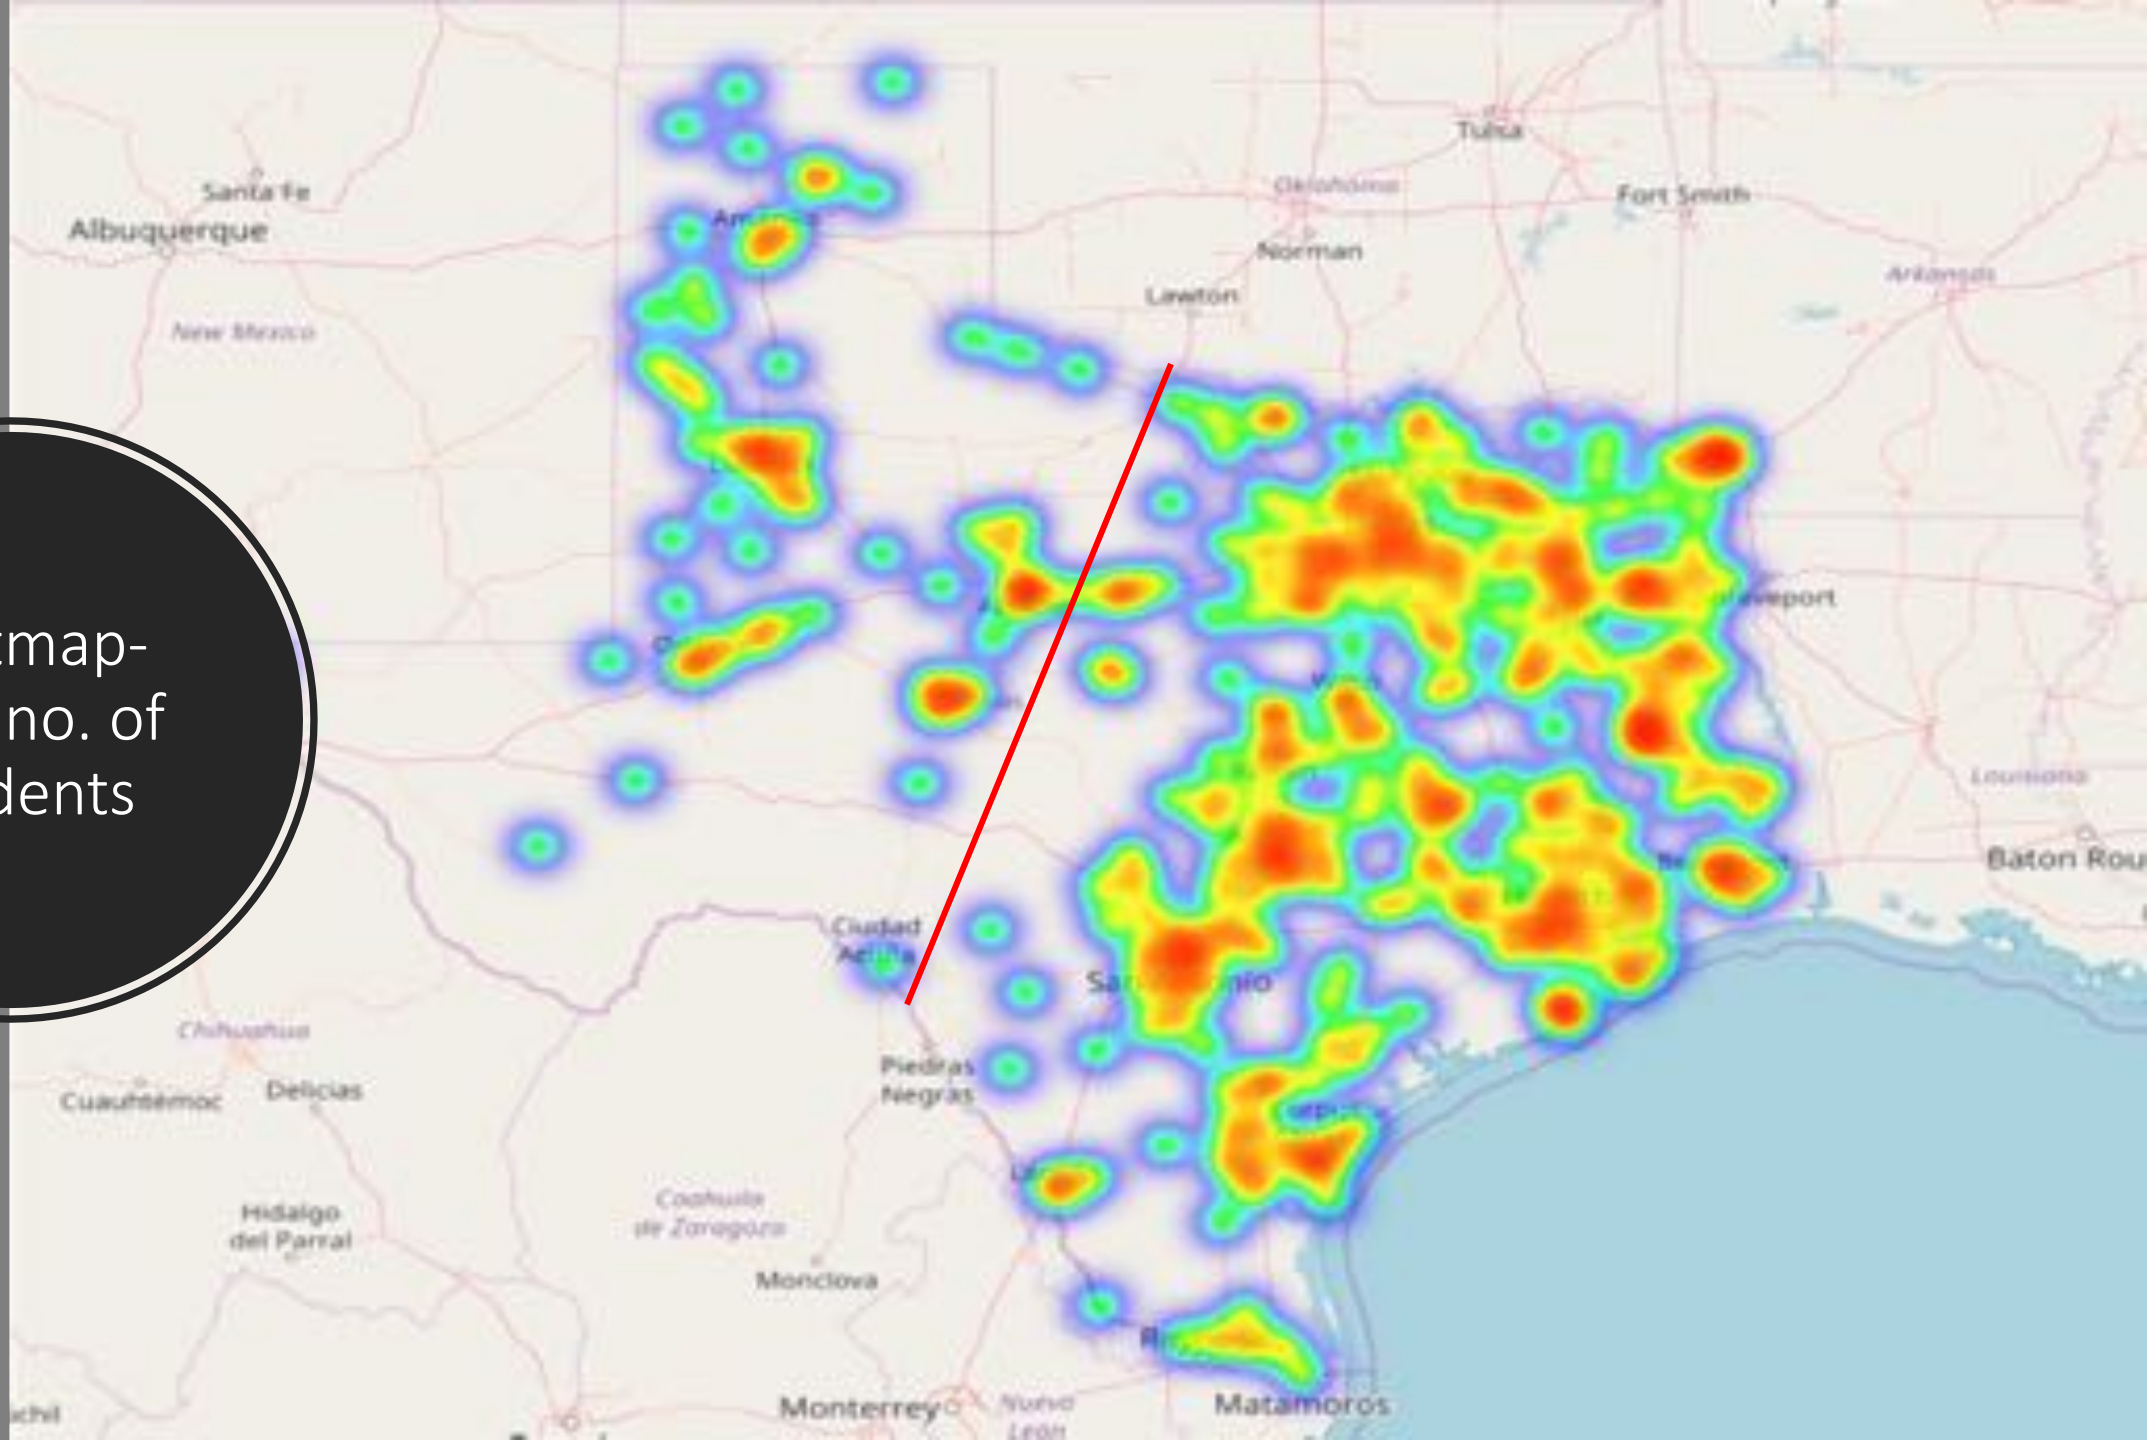 tmap-
no. of
dents
Tulsa
Oklahoma
Santa Fe
Fort Smith
Albuquerque
Norman
Arkansas
Lawton
New Mexico
Louisiana
Baton Rou
Ciudad
Acuña
Chihuahua
Piedras
Negras
Cuauhtémoc
Delicias
Coahuila
de Zaragoza
Hidalgo
del Parral
Monclova
Monterrey
Nuevo
León
Matamoros